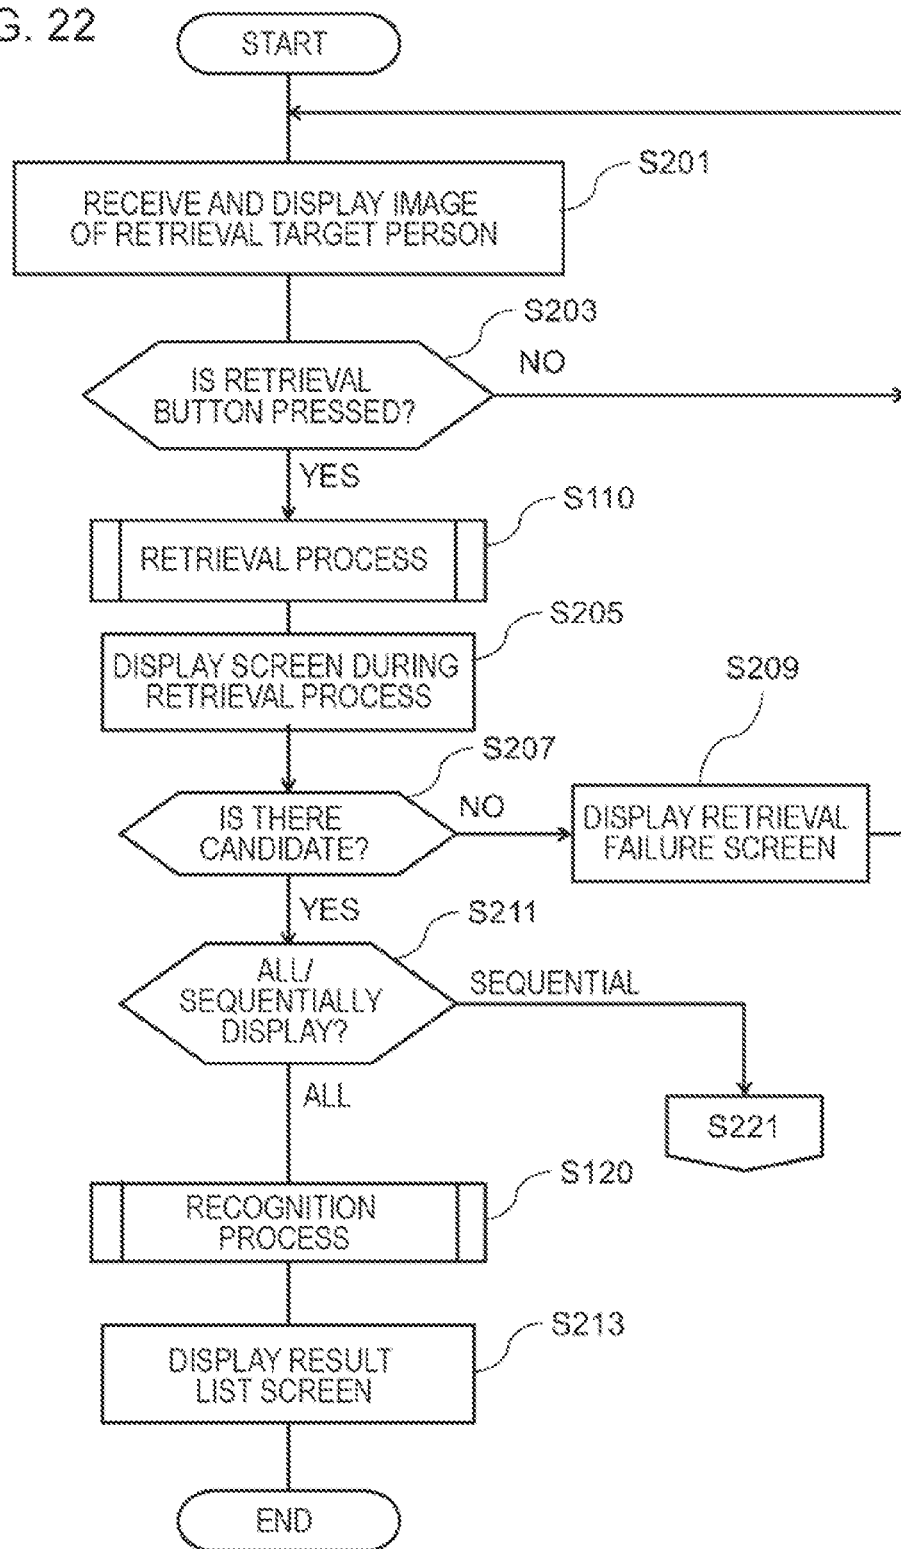 G. 22
START
S201
RECEIVE AND DISPLAY IMAGE
OF RETRIEVAL TARGET PERSON
S203
IS RETRIEVAL
BUTTON PRESSED?
NO
YES
S110
RETRIEVAL PROCESS
S205
DISPLAY SCREEN DURING
RETRIEVAL PROCESS
S207
IS THERE
CANDIDATE?
NO
S209
DISPLAY RETRIEVAL
FAILURE SCREEN
YES
S211
ALL/
SEQUENTIALLY
DISPLAY?
SEQUENTIAL
S221
ALL
S120
RECOGNITION
PROCESS
S213
DISPLAY RESULT
LIST SCREEN
END